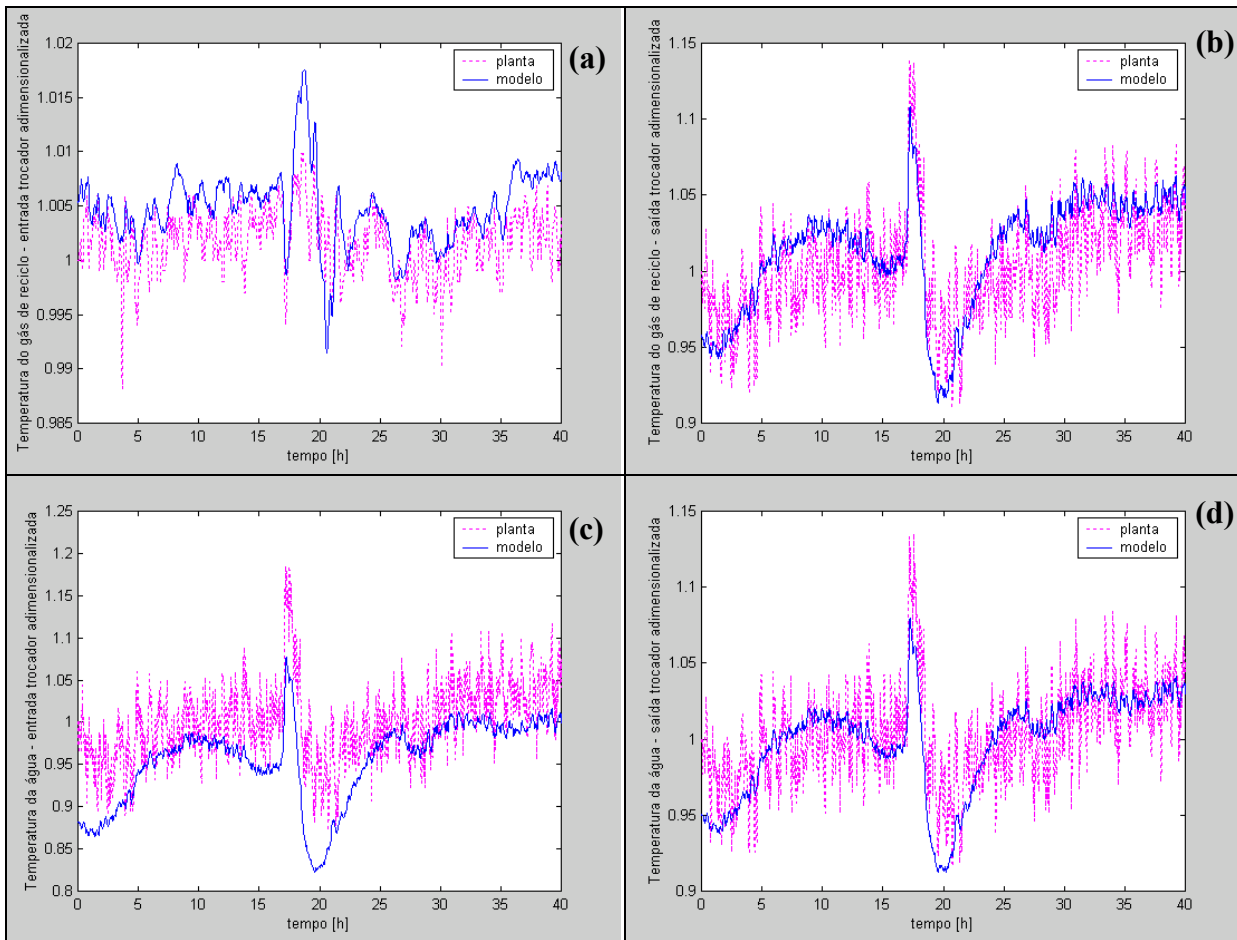 (a)
Temperatura do gás de reciclo - entrada trocador adimensionalizada
1.02
1.015
1.01
1.005
1
0.995
0.99
0.985
0 5 10 15 20 25 30 35 40
tempo [h]
planta
modelo
(b)
Temperatura do gás de reciclo - saída trocador adimensionalizada
1.15
1.1
1.05
1
0.95
0.9
0 5 10 15 20 25 30 35 40
tempo [h]
planta
modelo
(c)
Temperatura da água - entrada trocador adimensionalizada
1.25
1.2
1.15
1.1
1.05
1
0.95
0.9
0.85
0.8
0 5 10 15 20 25 30 35 40
tempo [h]
planta
modelo
(d)
Temperatura da água - saída trocador adimensionalizada
1.15
1.1
1.05
1
0.95
0.9
0 5 10 15 20 25 30 35 40
tempo [h]
planta
modelo